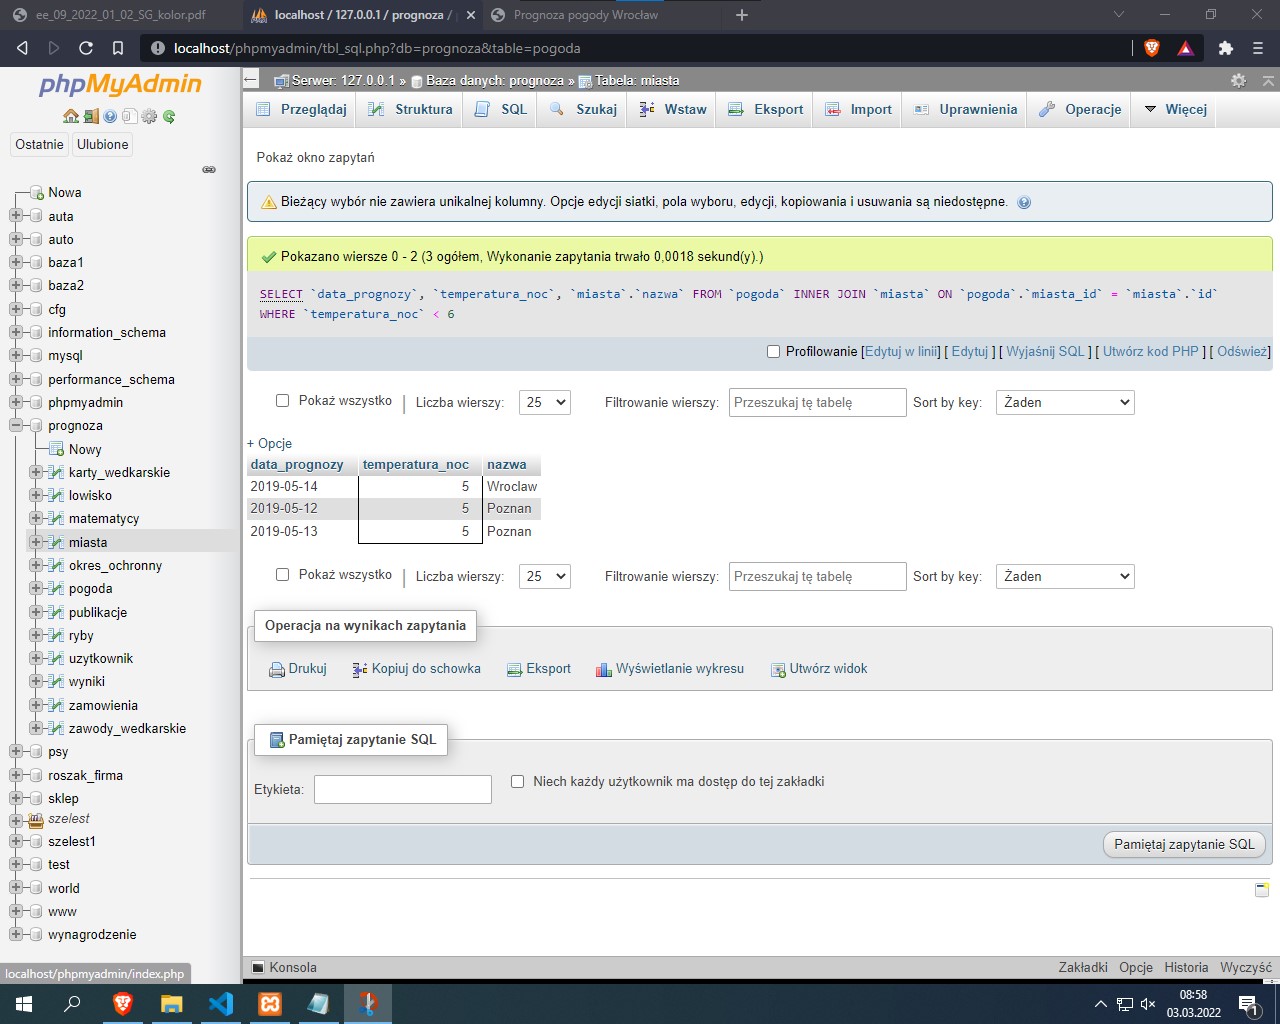 ee_09_2022_01_02_SG_kolor.pdf
localhost / 127.0.0.1 / prognoza /
Prognoza pogody Wrocław
localhost/phpmyadmin/tbl_sql.php?db=prognoza&table=pogoda
phpMyAdmin
Ostatnie
Ulubione
Nowa
auta
auto
baza1
baza2
cfg
information_schema
mysql
performance_schema
phpmyadmin
prognoza
Nowy
karty_wedkarskie
lowisko
matematycy
miasta
okres_ochronny
pogoda
publikacje
ryby
uzytkownik
wyniki
zamowienia
zawody_wedkarskie
psy
roszak_firma
sklep
szelest
szelest1
test
world
www
wynagrodzenie
localhost/phpmyadmin/index.php
Serwer: 127.0.0.1 » Baza danych: prognoza » Tabela: miasta
Przeglądaj
Struktura
SQL
Szukaj
Wstaw
Eksport
Import
Uprawnienia
Operacje
Więcej
Pokaż okno zapytań
Bieżący wybór nie zawiera unikalnej kolumny. Opcje edycji siatki, pola wyboru, edycji, kopiowania i usuwania są niedostępne.
Pokazano wiersze 0 - 2 (3 ogółem, Wykonanie zapytania trwało 0,0018 sekund(y).)
SELECT `data_prognozy`, `temperatura_noc`, `miasta`.`nazwa` FROM `pogoda` INNER JOIN `miasta` ON `pogoda`.`miasta_id` = `miasta`.`id`
WHERE `temperatura_noc` < 6
Profilowanie [Edytuj w linii] [ Edytuj ] [ Wyjaśnij SQL ] [ Utwórz kod PHP ] [ Odśwież]
Pokaż wszystko | Liczba wierszy: 25 Filtrowanie wierszy: Przeszukaj tę tabelę Sort by key: Żaden
+ Opcje
data_prognozy temperatura_noc nazwa
2019-05-14 5 Wroclaw
2019-05-12 5 Poznan
2019-05-13 5 Poznan
Pokaż wszystko | Liczba wierszy: 25 Filtrowanie wierszy: Przeszukaj tę tabelę Sort by key: Żaden
Operacja na wynikach zapytania
Drukuj
Kopiuj do schowka
Eksport
Wyświetlanie wykresu
Utwórz widok
Pamiętaj zapytanie SQL
Etykieta:
Niech każdy użytkownik ma dostęp do tej zakładki
Pamiętaj zapytanie SQL
Konsola
Zakładki Opcje Historia Wyczyść
08:58
03.03.2022
1